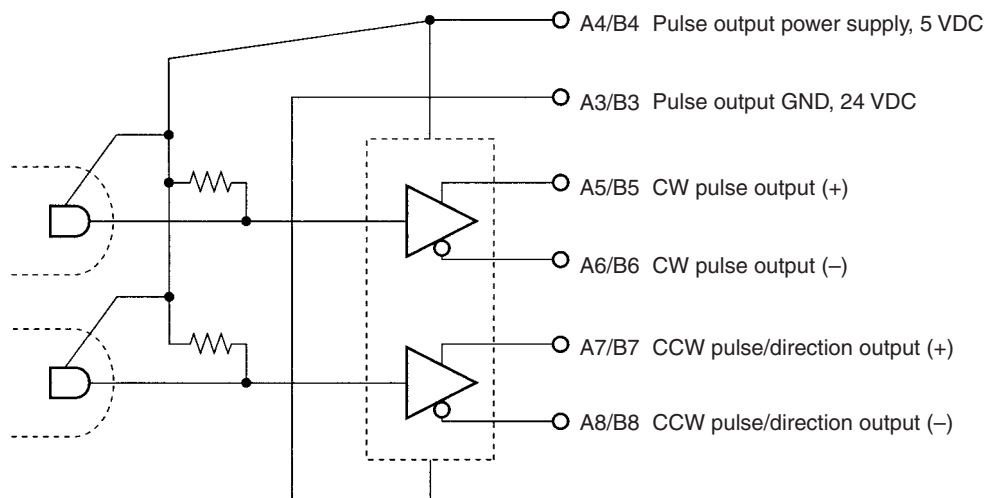 A4/B4 Pulse output power supply, 5 VDC
A3/B3 Pulse output GND, 24 VDC
A5/B5 CW pulse output (+)
A6/B6 CW pulse output (–)
A7/B7 CCW pulse/direction output (+)
A8/B8 CCW pulse/direction output (–)